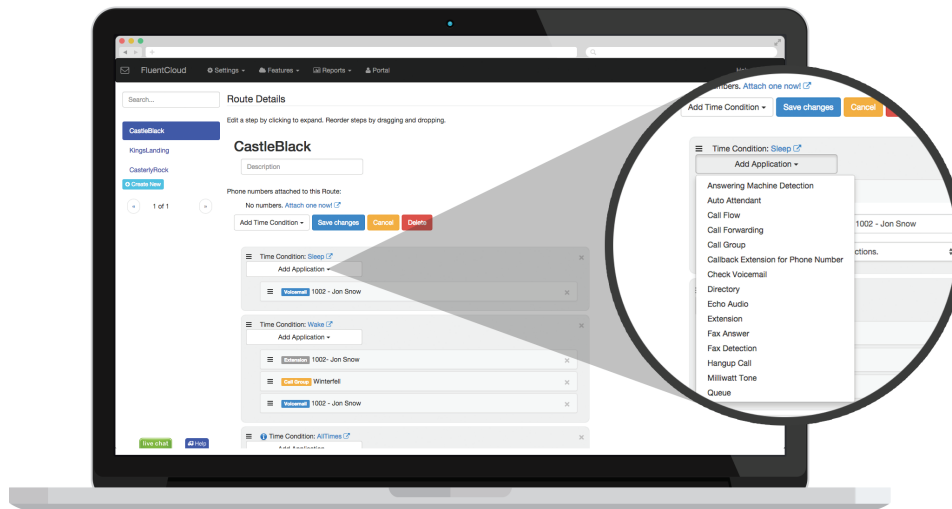 FluentCloud Settings Features Reports Portal
Search...
CastleBlack
KingsLanding
CasterlyRock
Create New
1 of 1
Route Details
Edit a step by clicking to expand. Reorder steps by dragging and dropping.
CastleBlack
Description
Phone numbers attached to this Route:
No numbers. Attach one now!
Add Time Condition Save changes Cancel Delete
Time Condition: Sleep
Add Application
Voicemail 1002 - Jon Snow
Time Condition: Wake
Add Application
Extension 1002- Jon Snow
Call Group Winterfell
Voicemail 1002 - Jon Snow
Time Condition: AllTimes
live chat Help
numbers. Attach one now!
Add Time Condition Save changes Cancel
Time Condition: Sleep
Add Application
Answering Machine Detection
Auto Attendant
Call Flow
Call Forwarding
Call Group
Callback Extension for Phone Number
Check Voicemail
Directory
Echo Audio
Extension
Fax Answer
Fax Detection
Hangup Call
Milliwatt Tone
Queue
1002 - Jon Snow
ctions.